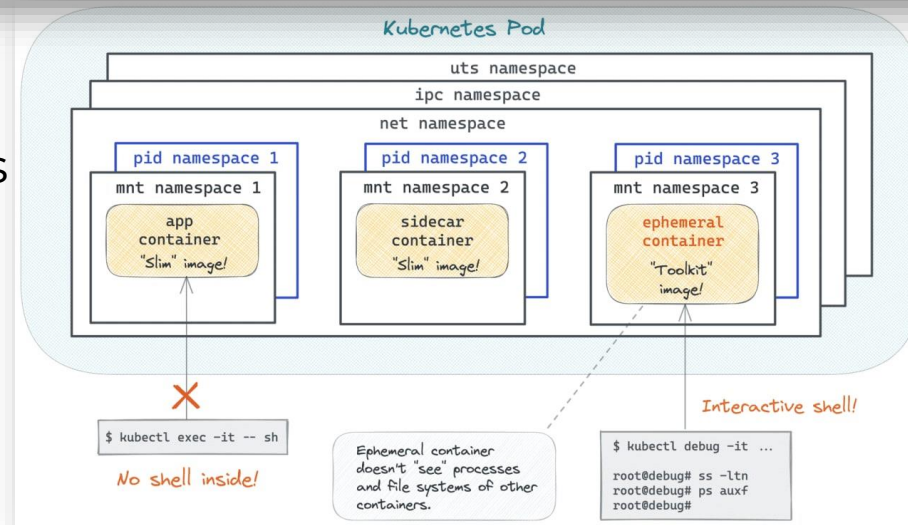 Kubernetes Pod
uts namespace
ipc namespace
net namespace
s
pid namespace 1
mnt namespace 1
app
container
"Slim" image!
pid namespace 2
mnt namespace 2
sidecar
container
"Slim" image!
pid namespace 3
mnt namespace 3
ephemeral
container
"Toolkit"
image!
$ kubectl exec -it -- sh
No shell inside!
Ephemeral container
doesn't "see" processes
and file systems of other
containers.
Interactive shell!
$ kubectl debug -it ...
root@debug# ss -ltn
root@debug# ps auxf
root@debug#